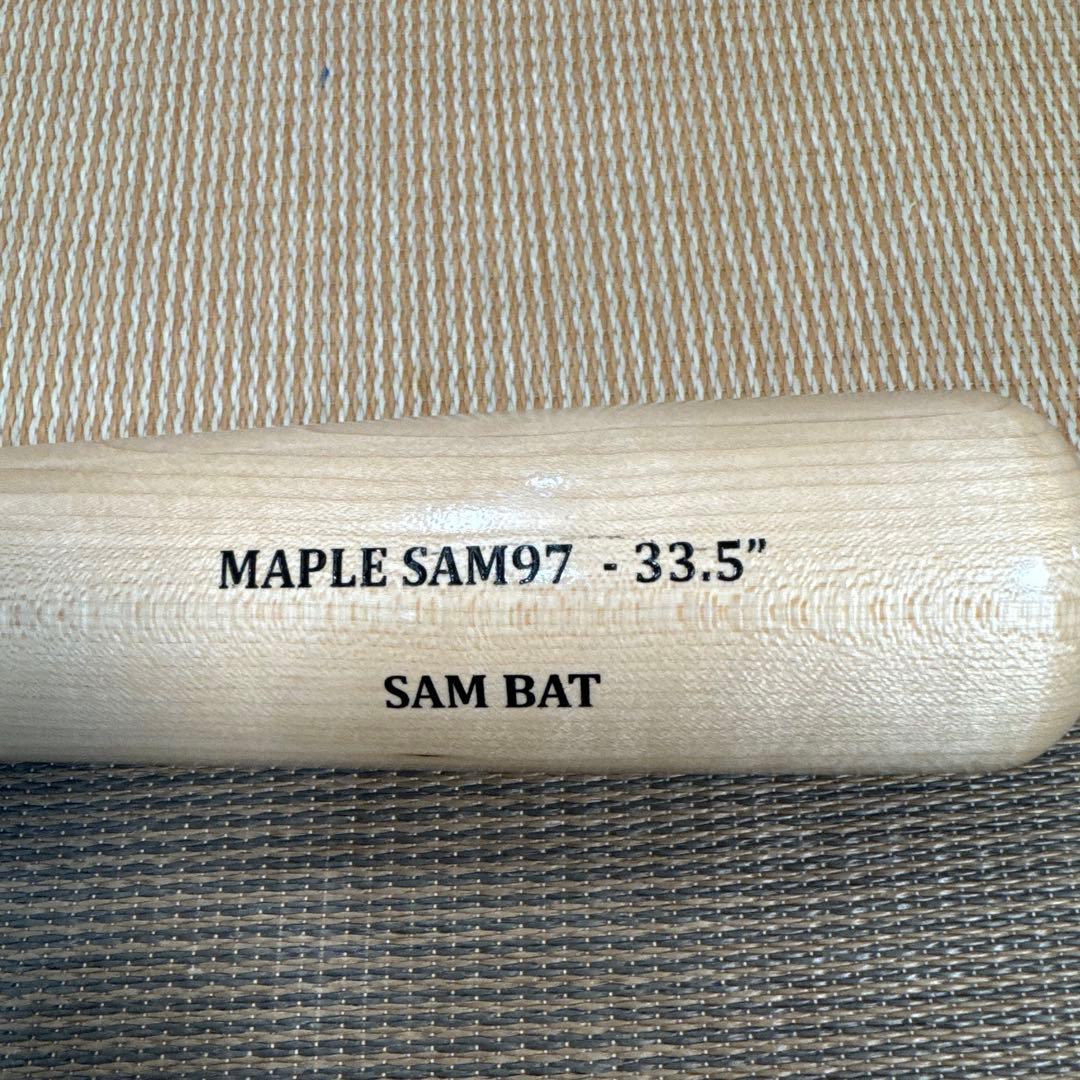 MAPLE SAM97 - 33.5”
SAM BAT